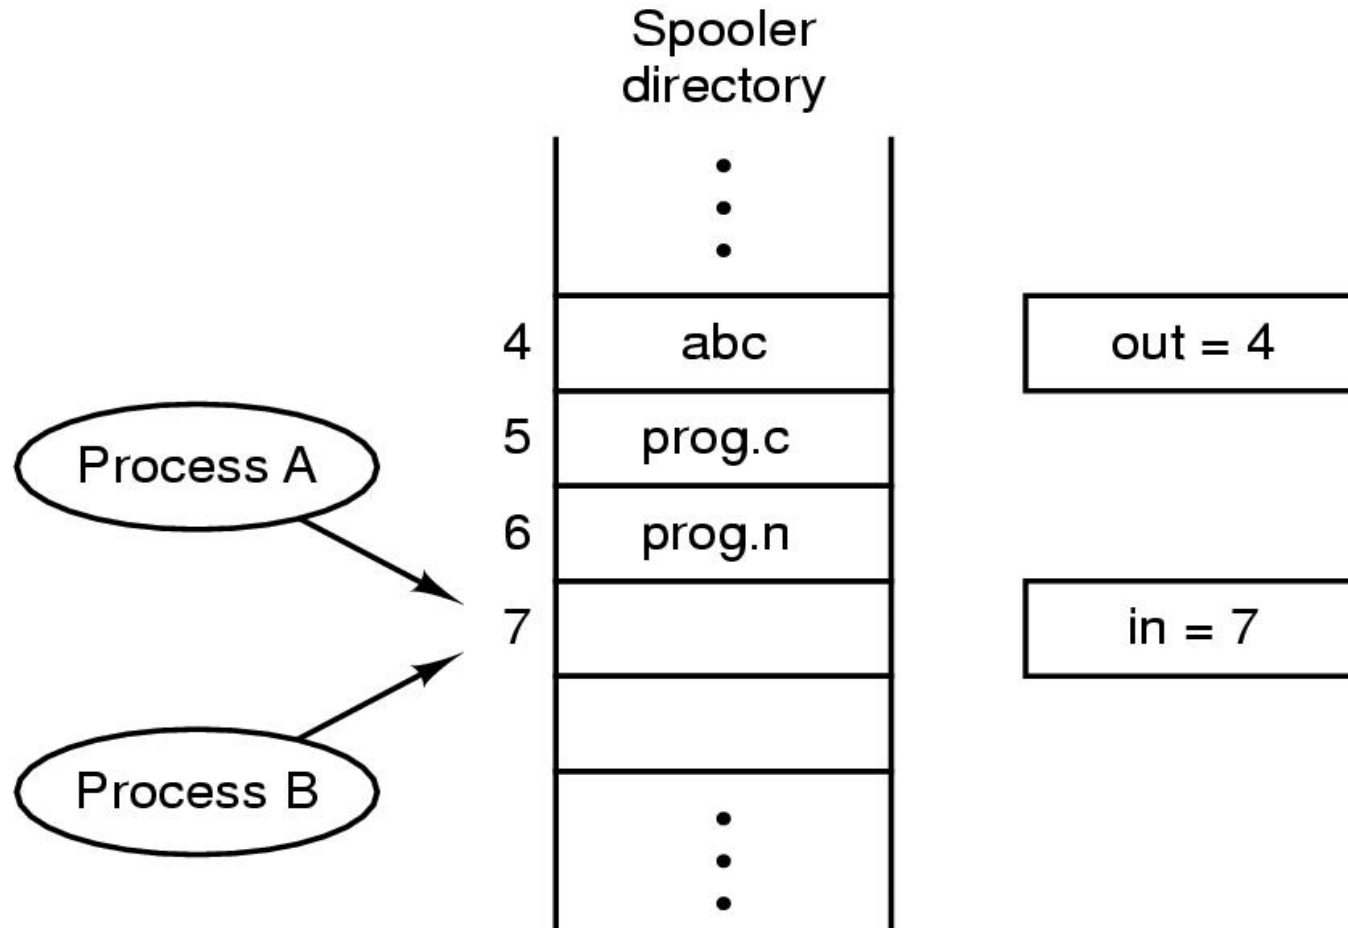 Spooler
directory
4 abc out = 4
5 prog.c
Process A
6 prog.n
7 in = 7
Process B